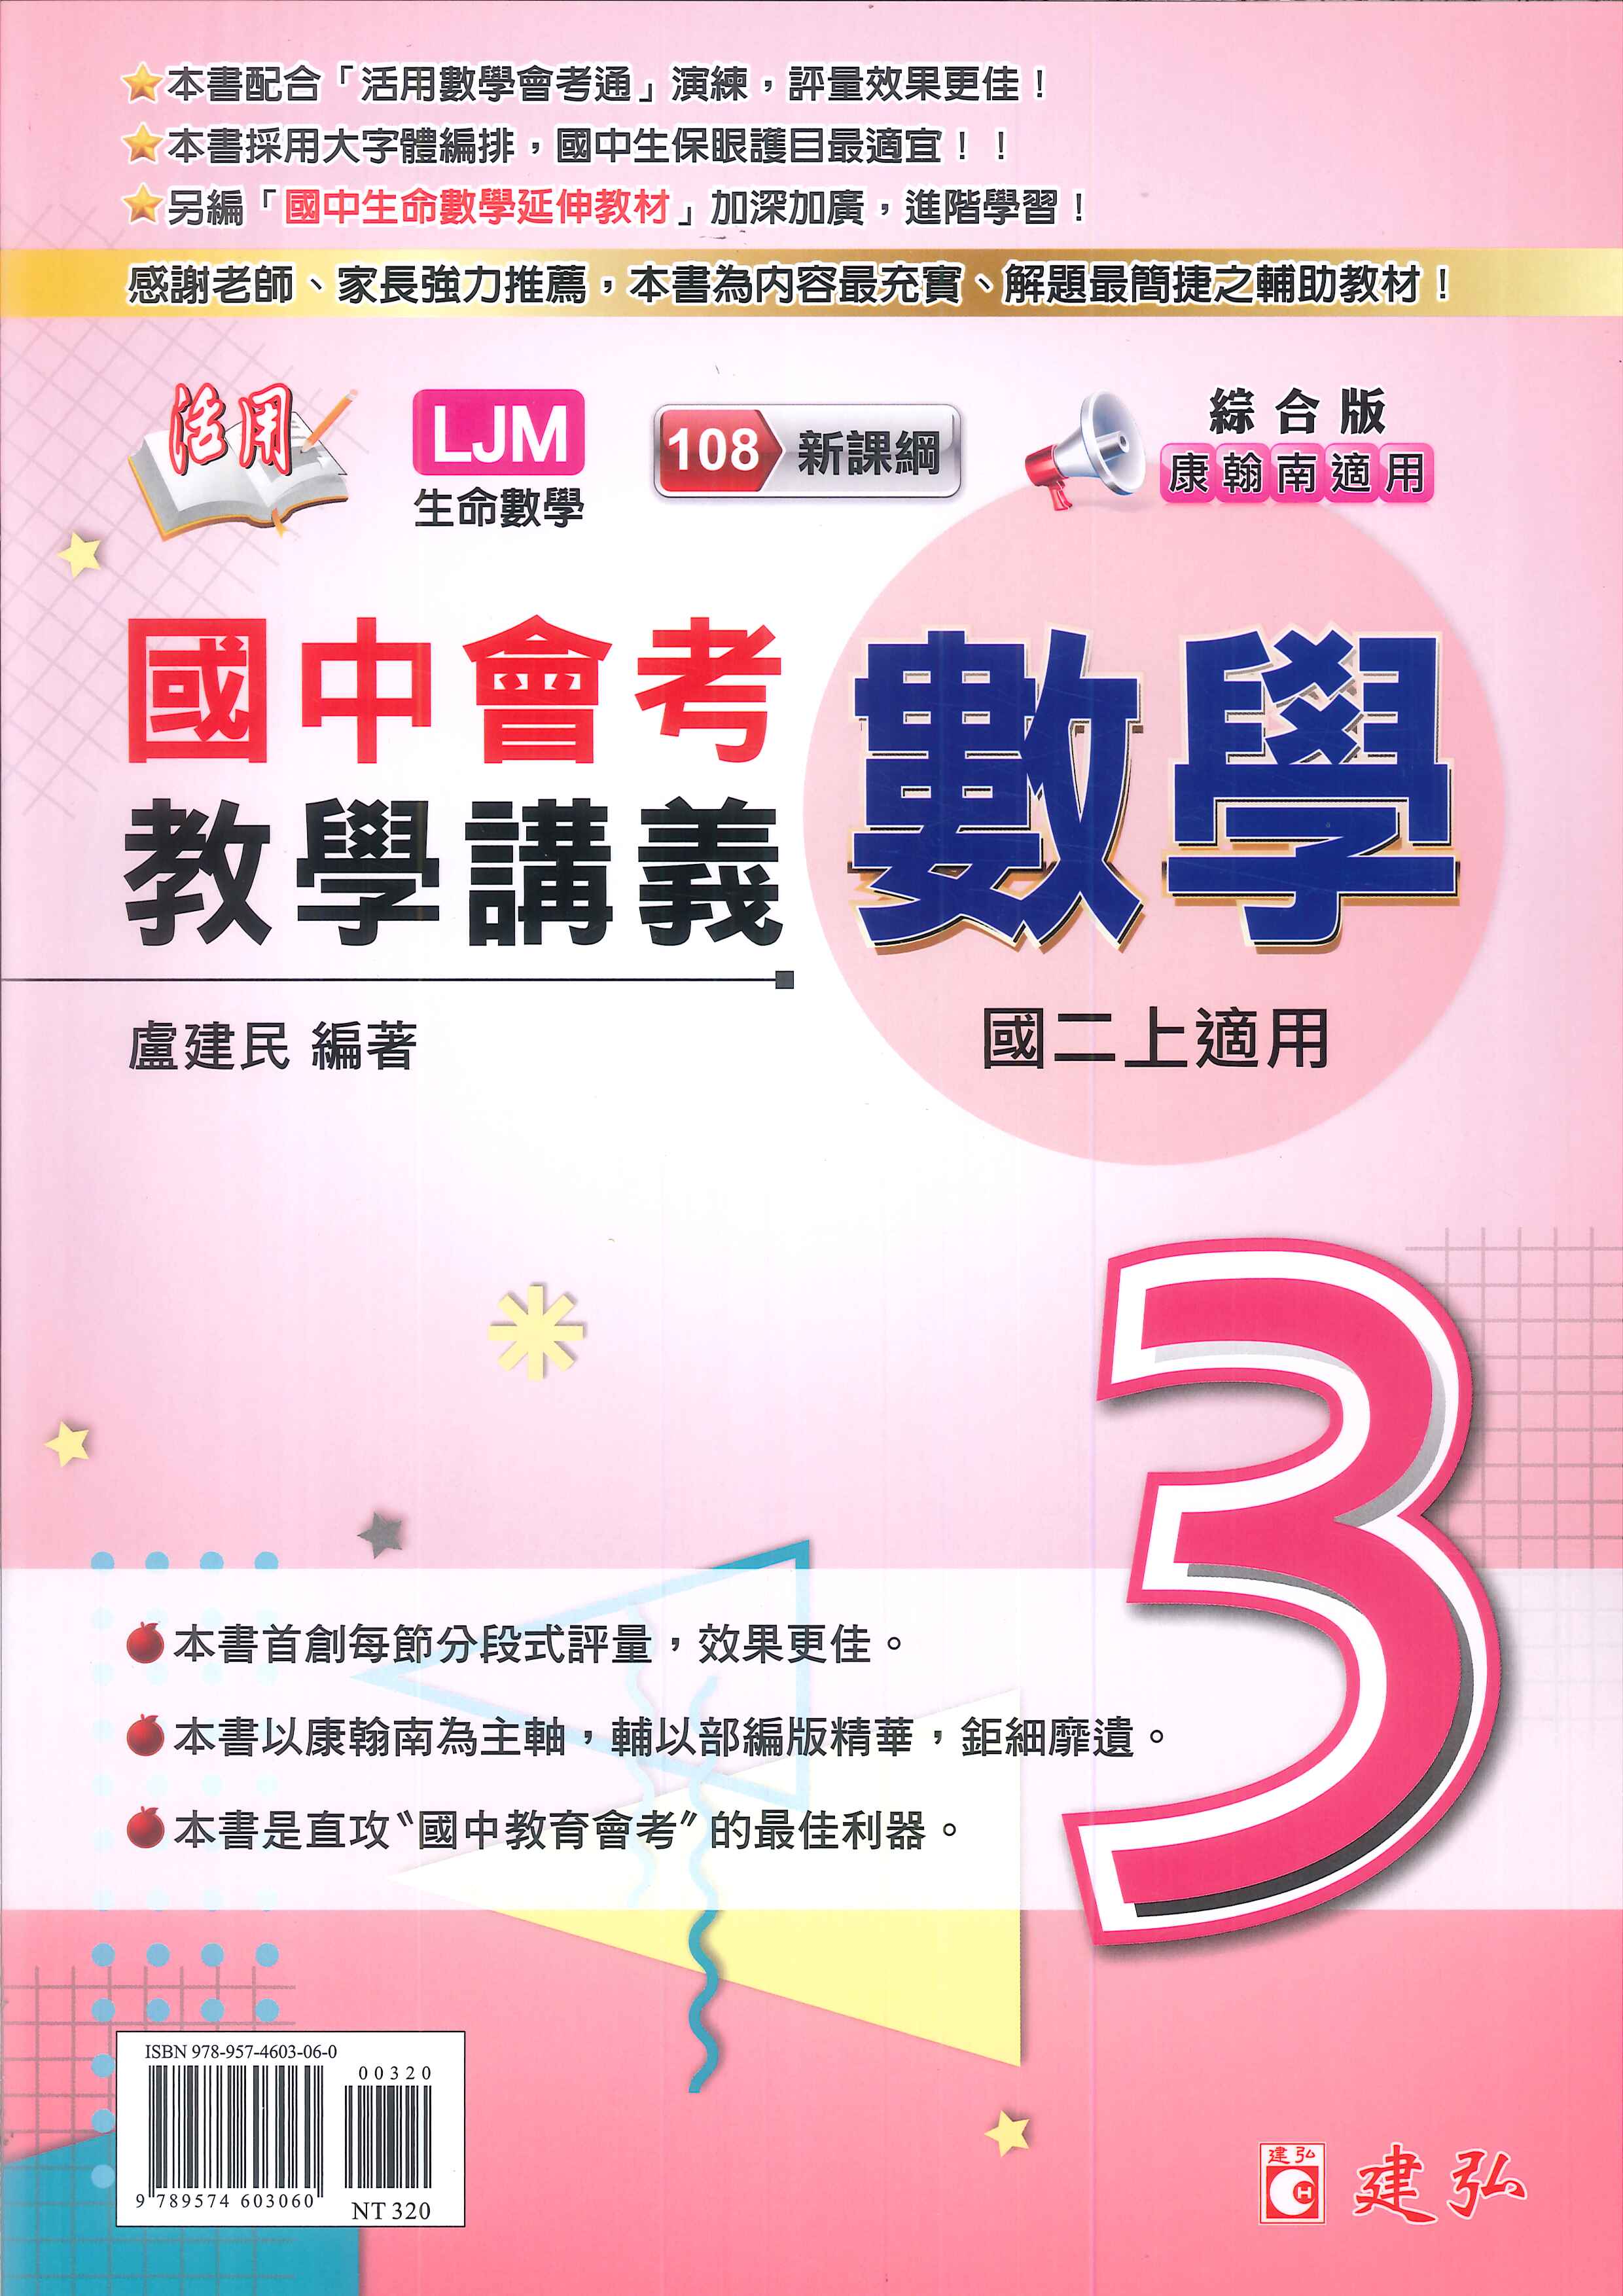 本書配合「活用數學會考通」演練，評量效果更佳！
本書採用大字體編排，國中生保眼護目最適宜！！
另編「國中生命數學延伸教材」加深加廣，進階學習！
感謝老師、家長強力推薦，本書為內容最充實、解題最簡捷之輔助教材！
活用
LJM
生命數學
108 新課綱
綜合版
康翰南適用
國中會考
教學講義
數學
盧建民 編著
國二上適用
3
本書首創每節分段式評量，效果更佳。
本書以康翰南為主軸，輔以部編版精華，鉅細靡遺。
本書是直攻〝國中教育會考〞的最佳利器。
ISBN 978-957-4603-06-0
00320
9 789574 603060
NT 320
建弘
建弘